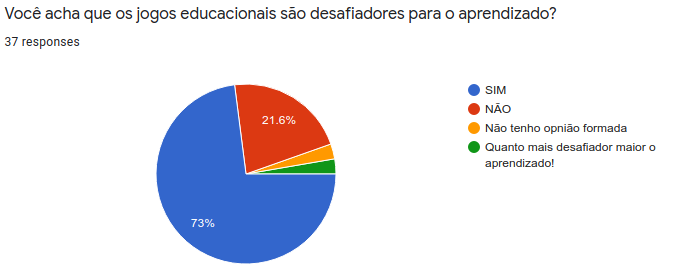 Você acha que os jogos educacionais são desafiadores para o aprendizado?
37 responses
21.6%
73%
SIM
NÃO
Não tenho opnião formada
Quanto mais desafiador maior o
aprendizado!